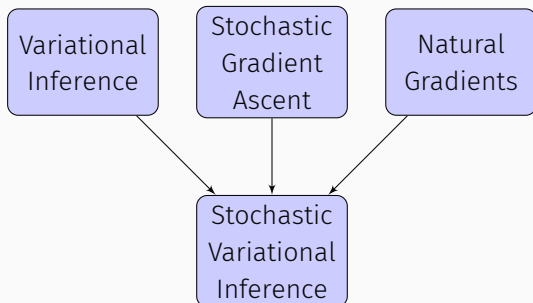 Variational
Inference
Stochastic
Gradient
Ascent
Natural
Gradients
Stochastic
Variational
Inference